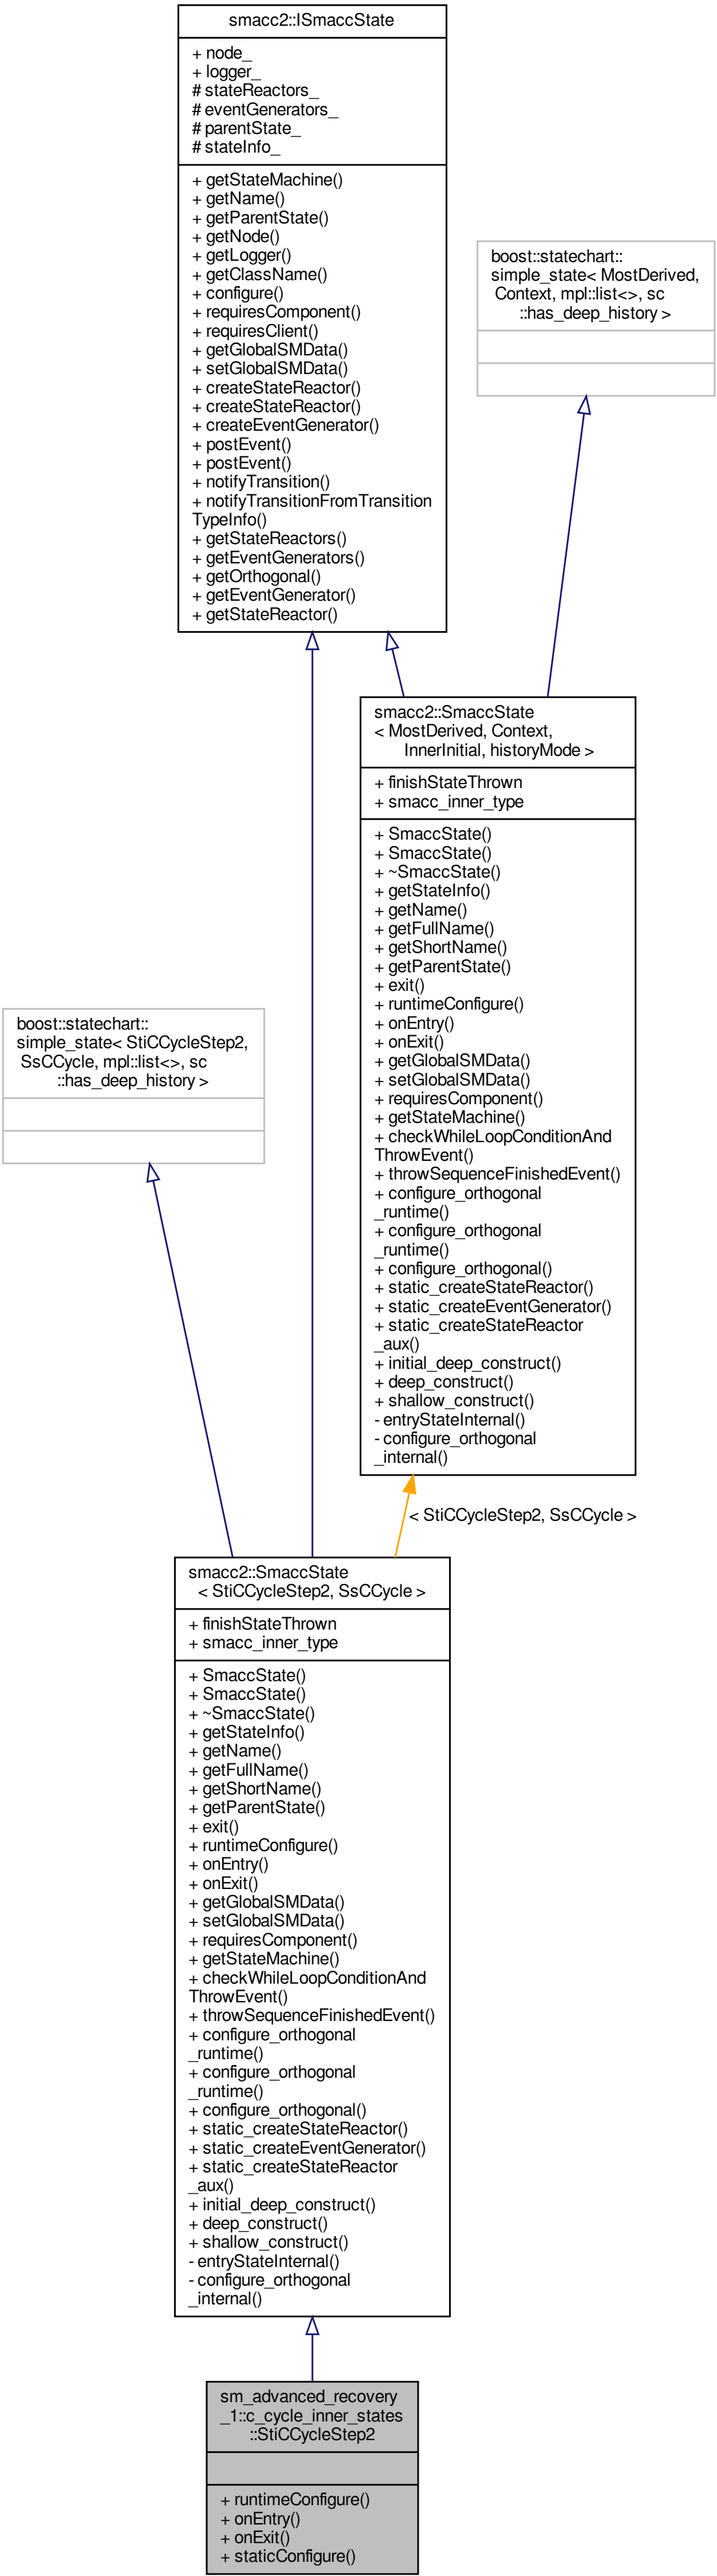 smacc2::ISmaccState
+ node_
+ logger_
# stateReactors_
# eventGenerators_
# parentState_
# stateInfo_
+ getStateMachine()
+ getName()
+ getParentState()
+ getNode()
+ getLogger()
+ getClassName()
+ configure()
+ requiresComponent()
+ requiresClient()
+ getGlobalSMData()
+ setGlobalSMData()
+ createStateReactor()
+ createStateReactor()
+ createEventGenerator()
+ postEvent()
+ postEvent()
+ notifyTransition()
+ notifyTransitionFromTransition
TypeInfo()
+ getStateReactors()
+ getEventGenerators()
+ getOrthogonal()
+ getEventGenerator()
+ getStateReactor()
boost::statechart::
simple_state< MostDerived,
Context, mpl::list<>, sc
::has_deep_history >
smacc2::SmaccState
< MostDerived, Context,
InnerInitial, historyMode >
+ finishStateThrown
+ smacc_inner_type
+ SmaccState()
+ SmaccState()
+ ~SmaccState()
+ getStateInfo()
+ getName()
+ getFullName()
+ getShortName()
+ getParentState()
+ exit()
+ runtimeConfigure()
+ onEntry()
+ onExit()
+ getGlobalSMData()
+ setGlobalSMData()
+ requiresComponent()
+ getStateMachine()
+ checkWhileLoopConditionAnd
ThrowEvent()
+ throwSequenceFinishedEvent()
+ configure_orthogonal
_runtime()
+ configure_orthogonal
_runtime()
+ configure_orthogonal()
+ static_createStateReactor()
+ static_createEventGenerator()
+ static_createStateReactor
_aux()
+ initial_deep_construct()
+ deep_construct()
+ shallow_construct()
- entryStateInternal()
- configure_orthogonal
_internal()
boost::statechart::
simple_state< StiCCycleStep2,
SsCCycle, mpl::list<>, sc
::has_deep_history >
< StiCCycleStep2, SsCCycle >
smacc2::SmaccState
< StiCCycleStep2, SsCCycle >
+ finishStateThrown
+ smacc_inner_type
+ SmaccState()
+ SmaccState()
+ ~SmaccState()
+ getStateInfo()
+ getName()
+ getFullName()
+ getShortName()
+ getParentState()
+ exit()
+ runtimeConfigure()
+ onEntry()
+ onExit()
+ getGlobalSMData()
+ setGlobalSMData()
+ requiresComponent()
+ getStateMachine()
+ checkWhileLoopConditionAnd
ThrowEvent()
+ throwSequenceFinishedEvent()
+ configure_orthogonal
_runtime()
+ configure_orthogonal
_runtime()
+ configure_orthogonal()
+ static_createStateReactor()
+ static_createEventGenerator()
+ static_createStateReactor
_aux()
+ initial_deep_construct()
+ deep_construct()
+ shallow_construct()
- entryStateInternal()
- configure_orthogonal
_internal()
sm_advanced_recovery
_1::c_cycle_inner_states
::StiCCycleStep2
+ runtimeConfigure()
+ onEntry()
+ onExit()
+ staticConfigure()